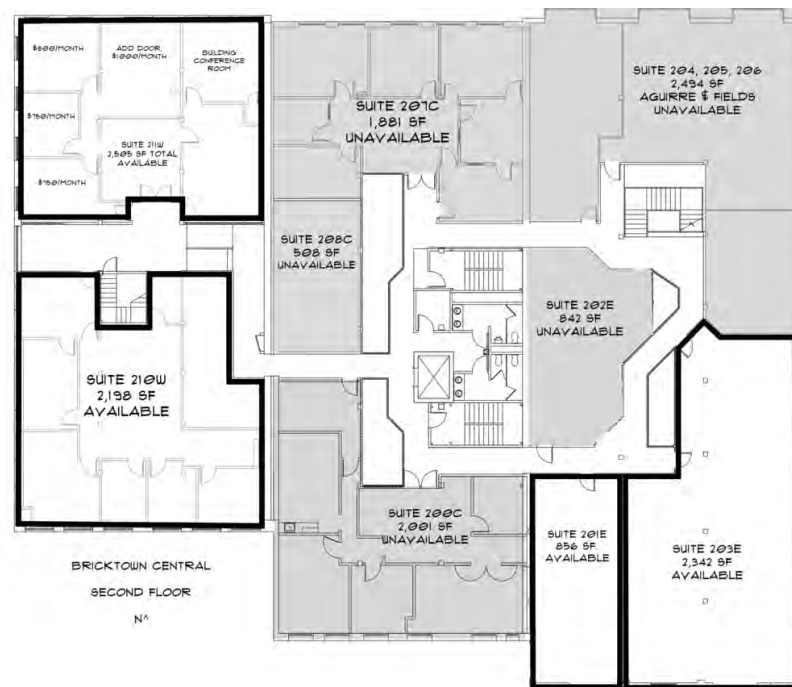 $600/MONTH
ADD DOOR,
$1000/MONTH
BUILDING
CONFERENCE
ROOM
$750/MONTH
SUITE 211W
2,505 SF TOTAL
AVAILABLE
$750/MONTH
SUITE 207C
1,881 SF
UNAVAILABLE
SUITE 204, 205, 206
2,494 SF
AGUIRRE & FIELDS
UNAVAILABLE
SUITE 208C
508 SF
UNAVAILABLE
SUITE 202E
842 SF
UNAVAILABLE
SUITE 210W
2,198 SF
AVAILABLE
SUITE 200C
2,001 SF
UNAVAILABLE
SUITE 201E
856 SF
AVAILABLE
SUITE 203E
2,342 SF
AVAILABLE
BRICKTOWN CENTRAL
SECOND FLOOR
N^